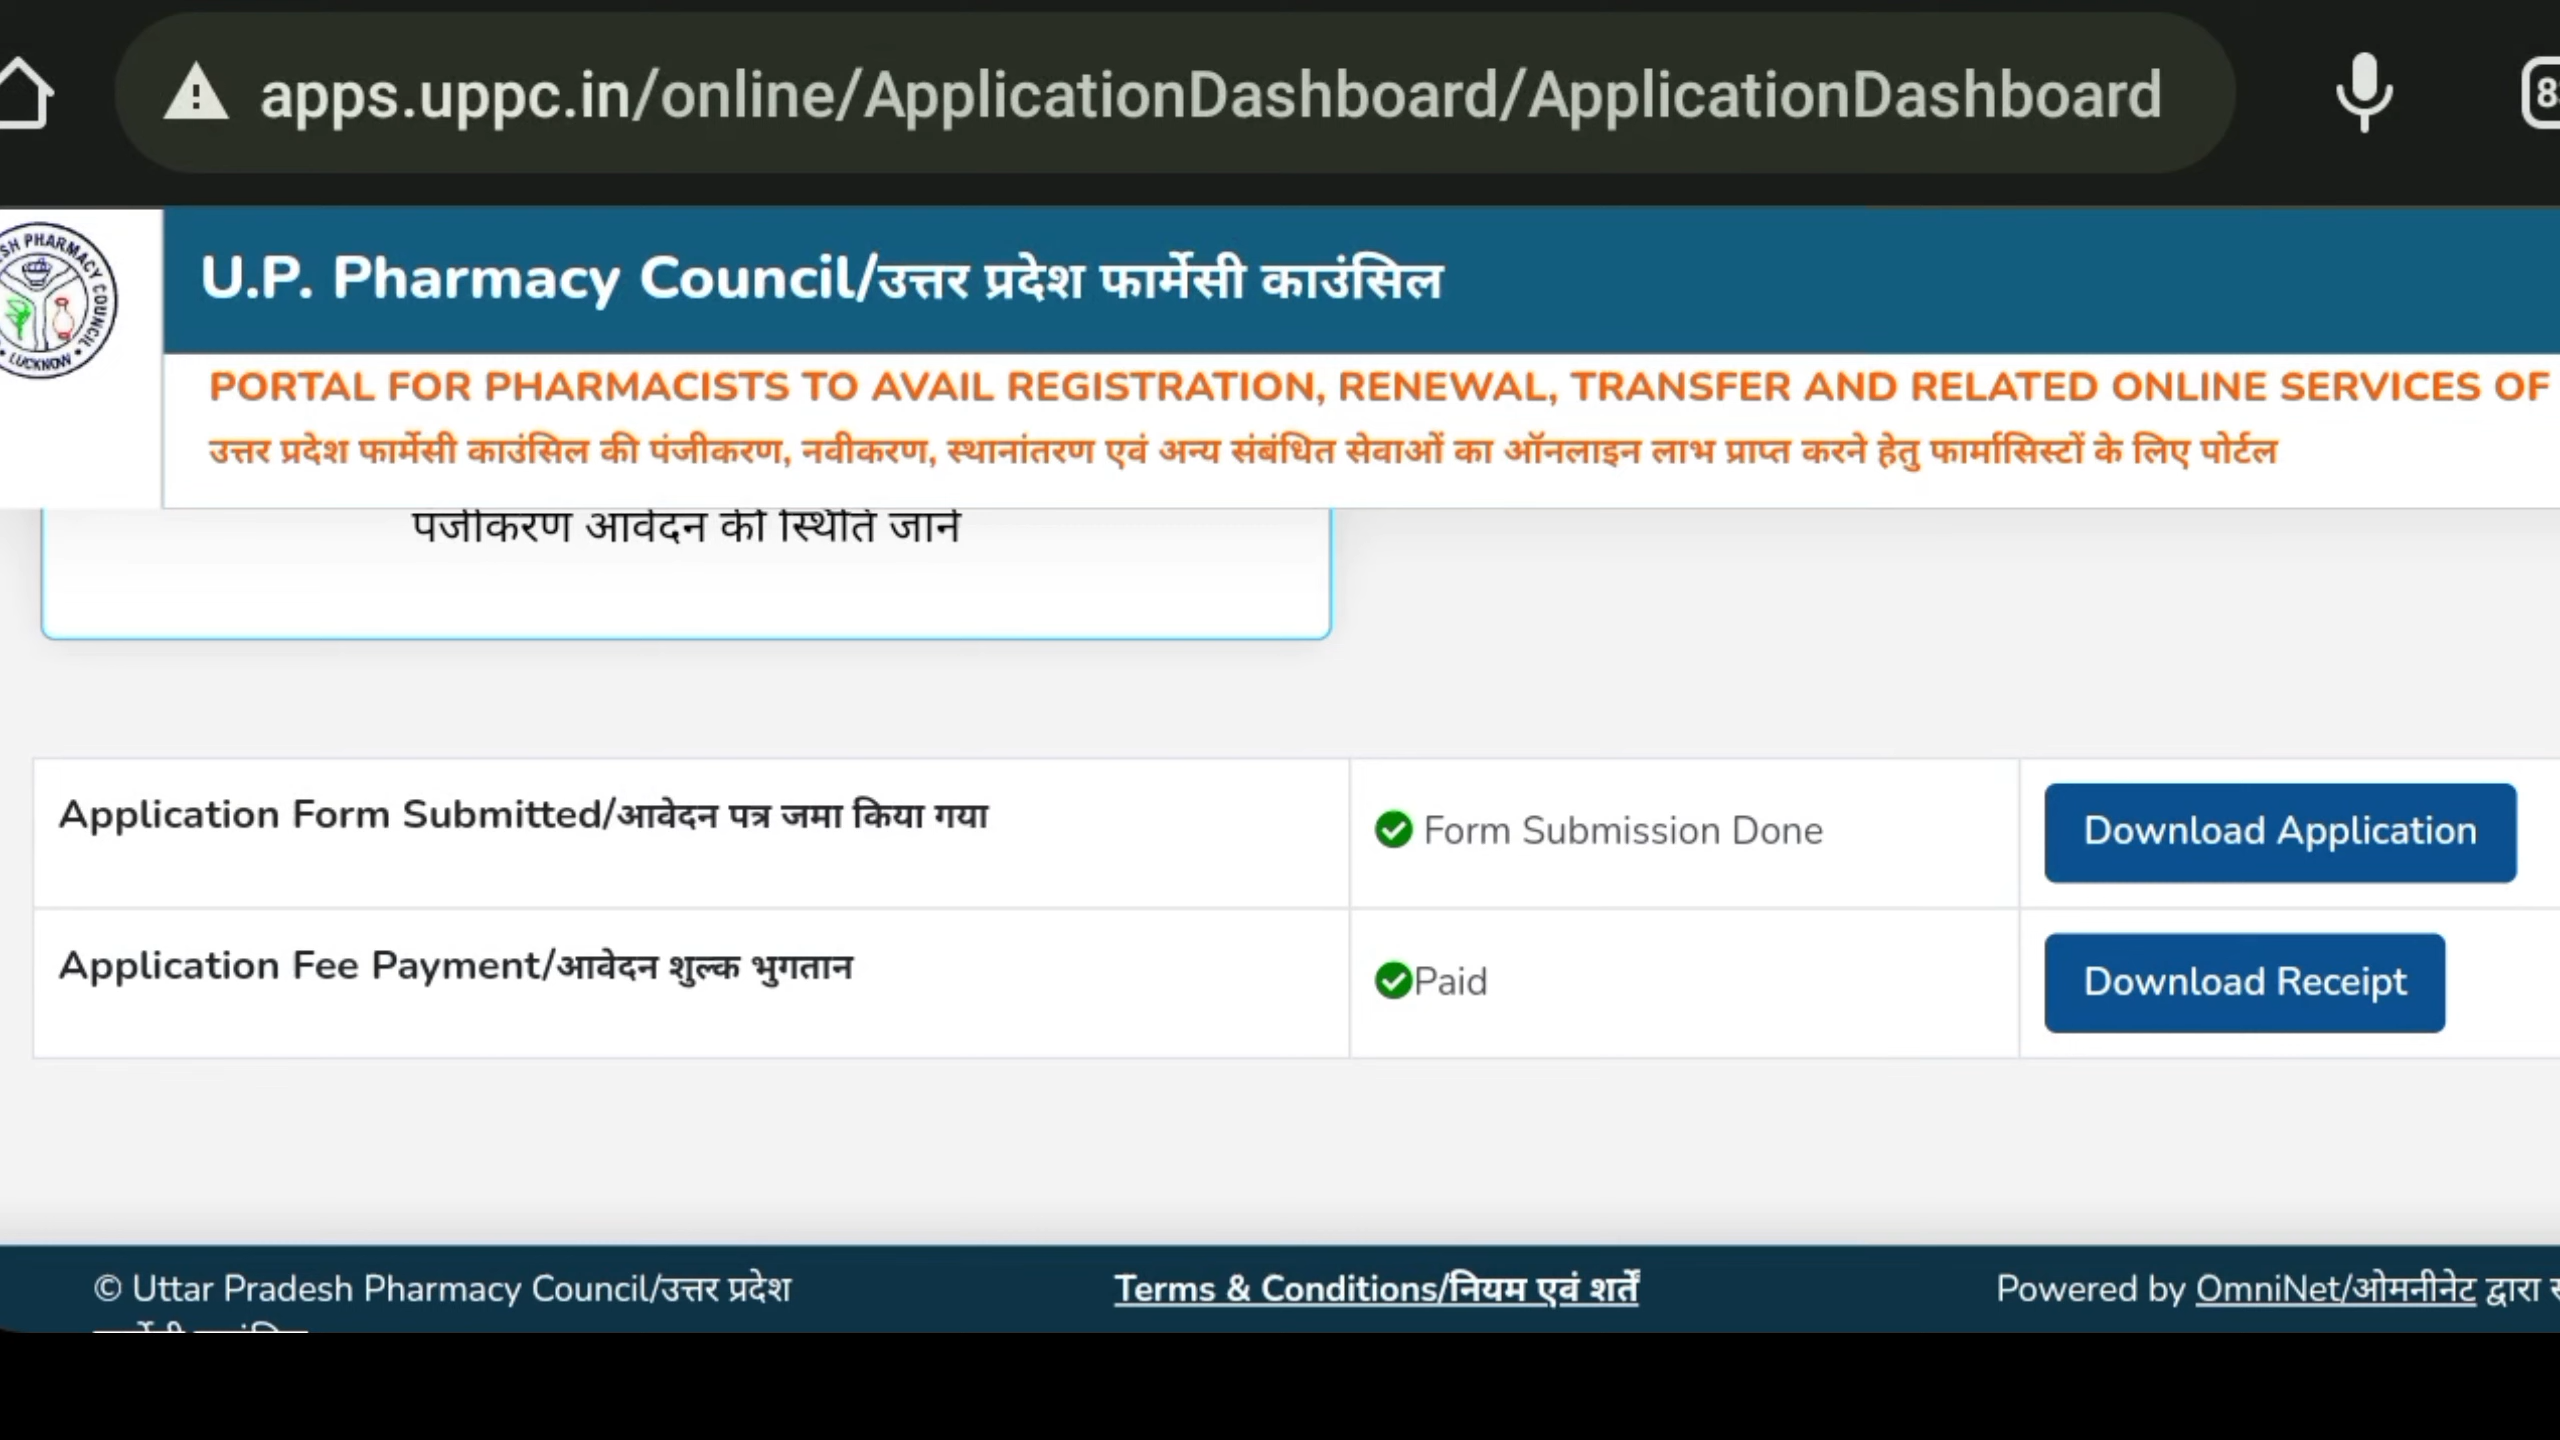 apps.uppc.in/online/ApplicationDashboard/ApplicationDashboard
8
PHARMACY COUNCIL
LUCKNOW
U.P. Pharmacy Council/उत्तर प्रदेश फार्मेसी काउंसिल
PORTAL FOR PHARMACISTS TO AVAIL REGISTRATION, RENEWAL, TRANSFER AND RELATED ONLINE SERVICES OF
उत्तर प्रदेश फार्मेसी काउंसिल की पंजीकरण, नवीकरण, स्थानांतरण एवं अन्य संबंधित सेवाओं का ऑनलाइन लाभ प्राप्त करने हेतु फार्मासिस्टों के लिए पोर्टल
पंजीकरण आवेदन की स्थिति जानें
Application Form Submitted/आवेदन पत्र जमा किया गया
Form Submission Done
Download Application
Application Fee Payment/आवेदन शुल्क भुगतान
Paid
Download Receipt
© Uttar Pradesh Pharmacy Council/उत्तर प्रदेश
Terms & Conditions/नियम एवं शर्तें
Powered by OmniNet/ओमनीनेट द्वारा